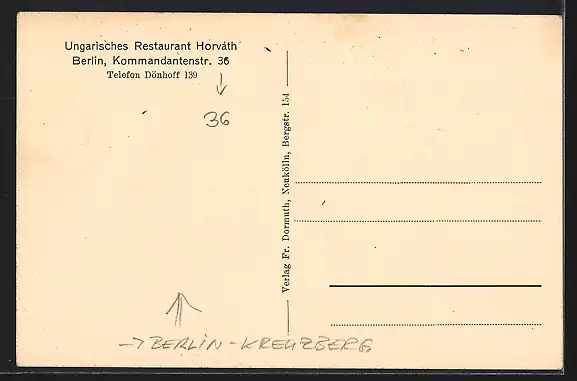 Ungarisches Restaurant Horváth
Berlin, Kommandantenstr. 36
Telefon Dönhoff 139
36
Verlag Fr. Dormuth, Neukölln, Bergstr. 154
→ BERLIN - KREUZBERG